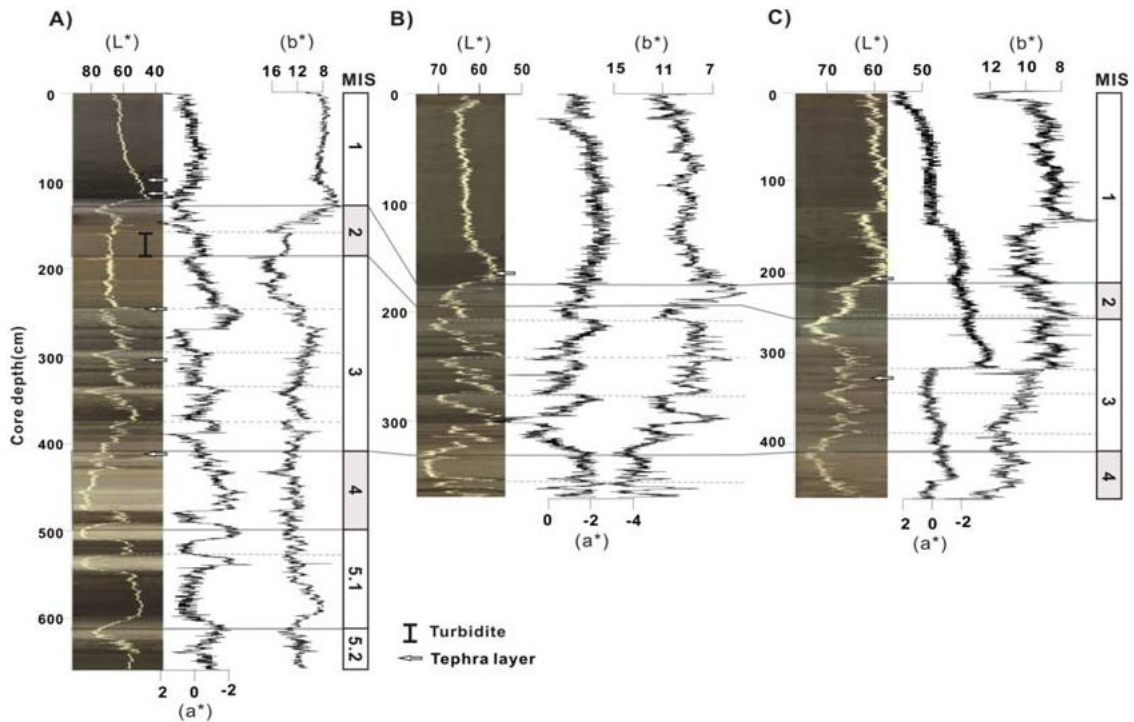 A)
(L*)
(b*)
80 60 40
16 12 8
MIS
0
100
200
300
400
500
600
Core depth(cm)
1
2
3
4
5.1
5.2
2 0 -2
(a*)
B)
(L*)
(b*)
70 60 50
15 11 7
0
100
200
300
0 -2 -4
(a*)
C)
(L*)
(b*)
70 60 50
12 10 8
MIS
0
100
200
300
400
1
2
3
4
2 0 -2
(a*)
Turbidite
Tephra layer